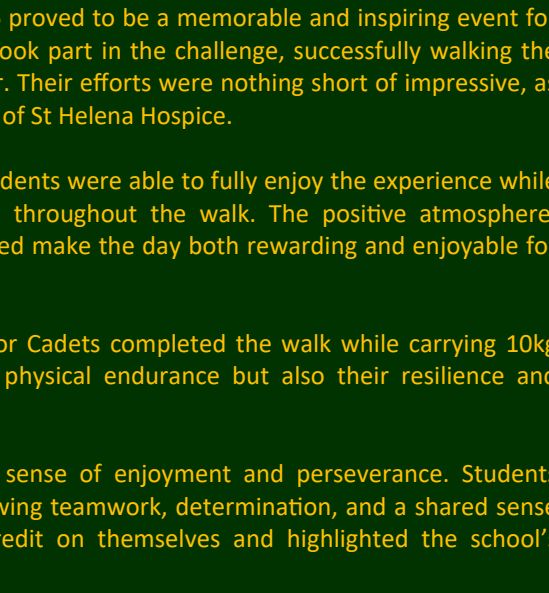 proved to be a memorable and inspiring event fo
ook part in the challenge, successfully walking the
r. Their efforts were nothing short of impressive, as
of St Helena Hospice.
dents were able to fully enjoy the experience while
throughout the walk. The positive atmosphere
ed make the day both rewarding and enjoyable fo
or Cadets completed the walk while carrying 10kg
physical endurance but also their resilience and
sense of enjoyment and perseverance. Students
ving teamwork, determination, and a shared sense
redit on themselves and highlighted the school'